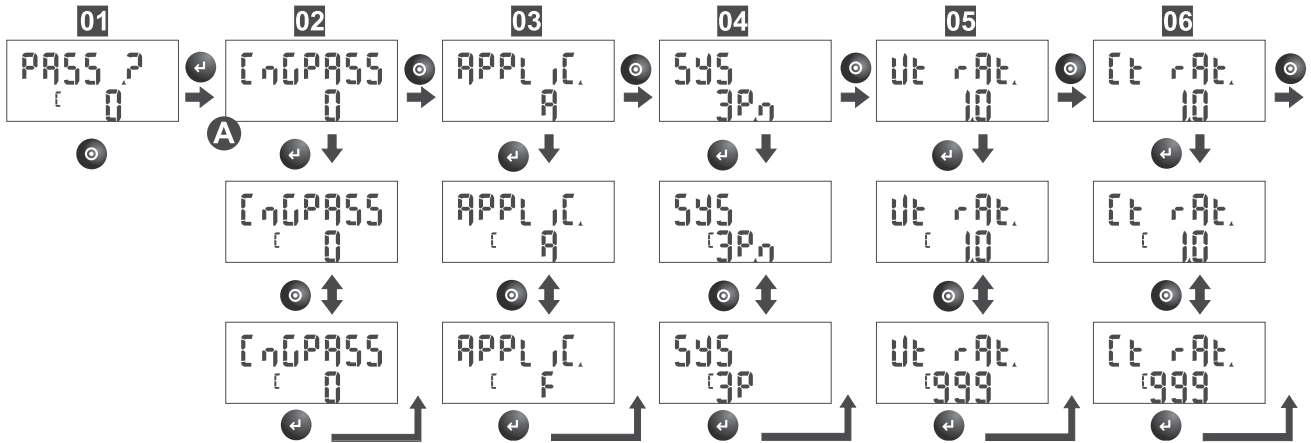 01 02 03 04 05 06
PASS ? CnGPASS APPLiC. SYS Ut rAt. Ct rAt.
[ 0 0 A 3P.n 1.0 1.0
A
CnGPASS APPLiC. SYS Ut rAt. Ct rAt.
[ 0 [ A [3P.n [ 1.0 [ 1.0
CnGPASS APPLiC. SYS Ut rAt. Ct rAt.
[ 0 [ F [3P [999 [999